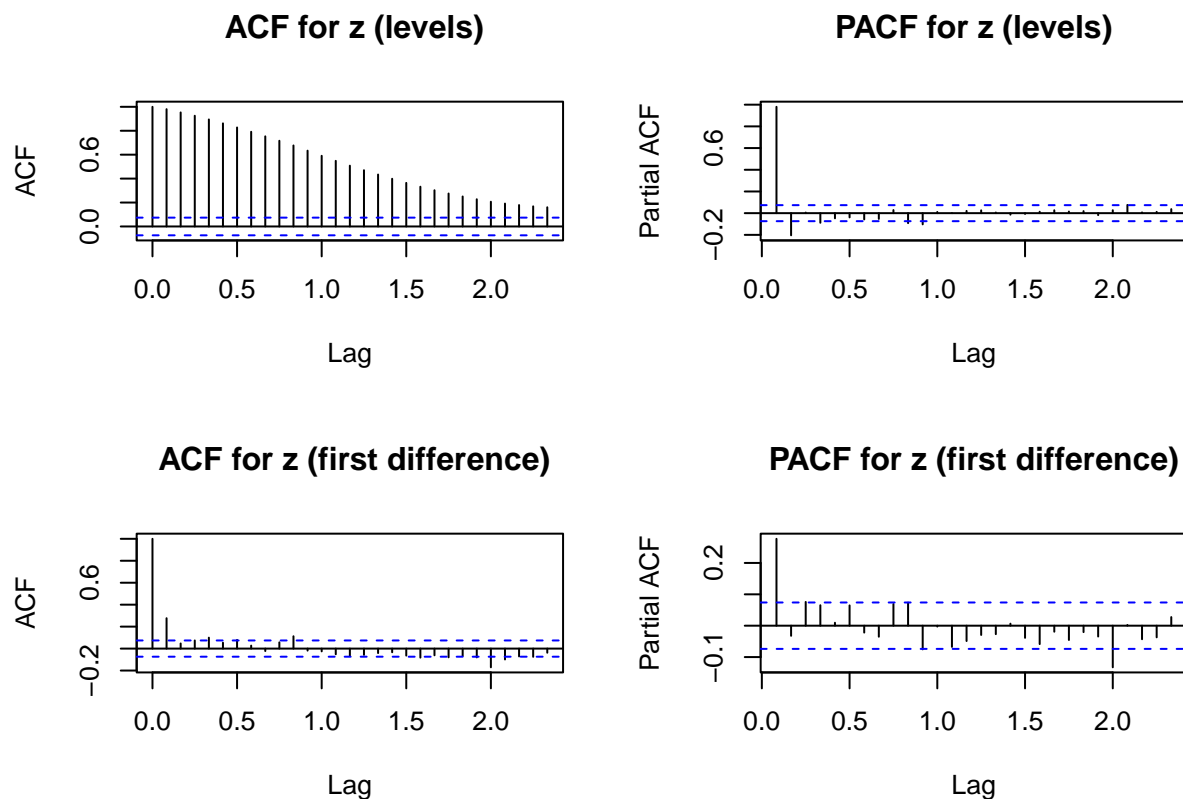 ACF for z (levels)
ACF
0.0 0.6
0.0 0.5 1.0 1.5 2.0
Lag
PACF for z (levels)
Partial ACF
−0.2 0.6
0.0 0.5 1.0 1.5 2.0
Lag
ACF for z (first difference)
ACF
−0.2 0.6
0.0 0.5 1.0 1.5 2.0
Lag
PACF for z (first difference)
Partial ACF
−0.1 0.2
0.0 0.5 1.0 1.5 2.0
Lag